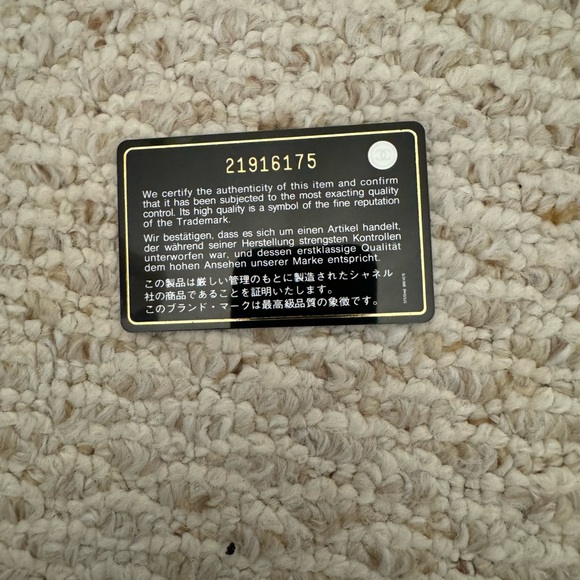 21916175
We certify the authenticity of this item and confirm
that it has been subjected to the most exacting quality
control. Its high quality is a symbol of the fine reputation
of the Trademark.
Wir bestätigen, dass es sich um einen Artikel handelt,
der während seiner Herstellung strengsten Kontrollen
unterworfen war, und dessen erstklassige Qualität
dem hohen Ansehen unserer Marke entspricht.
この製品は厳しい管理のもとに製造されたシャネル
社の商品であることを証明いたします。
このブランド・マークは最高級品質の象徴です。